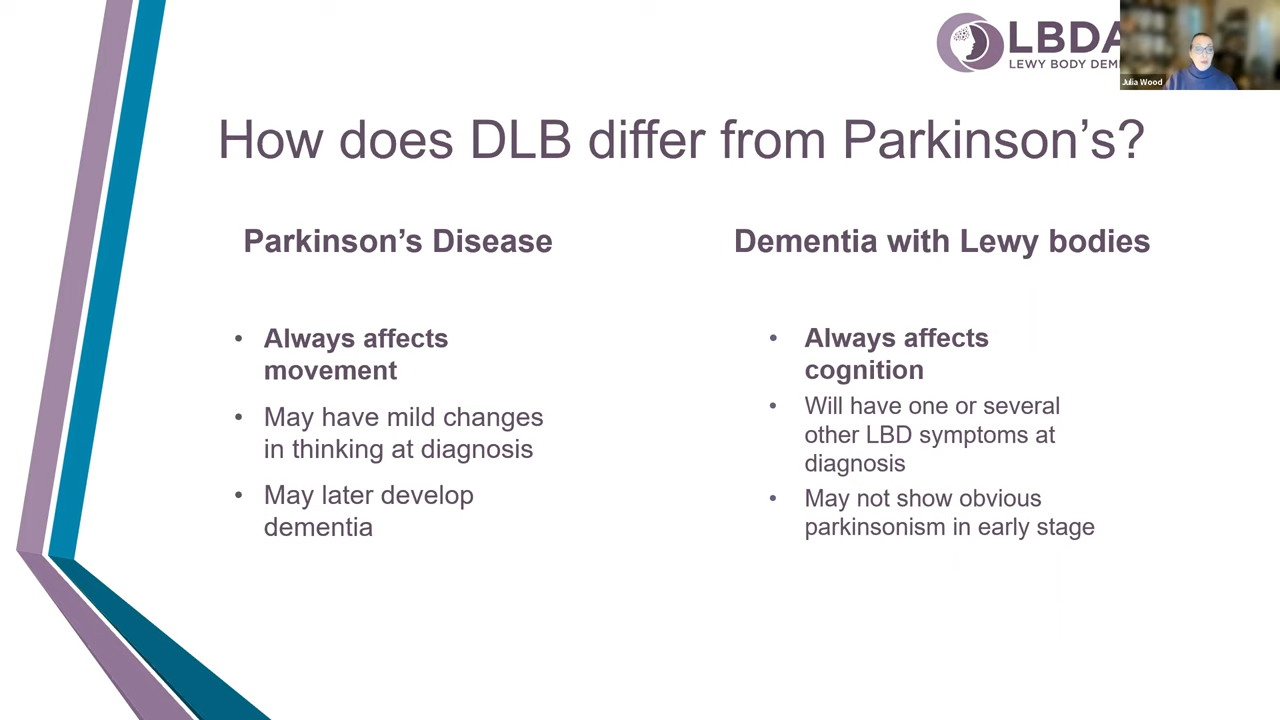 LBDA
LEWY BODY
Julia Wood
How does DLB differ from Parkinson’s?
Parkinson’s Disease
• Always affects
movement
• May have mild changes
in thinking at diagnosis
• May later develop
dementia
Dementia with Lewy bodies
• Always affects
cognition
• Will have one or several
other LBD symptoms at
diagnosis
• May not show obvious
parkinsonism in early stage